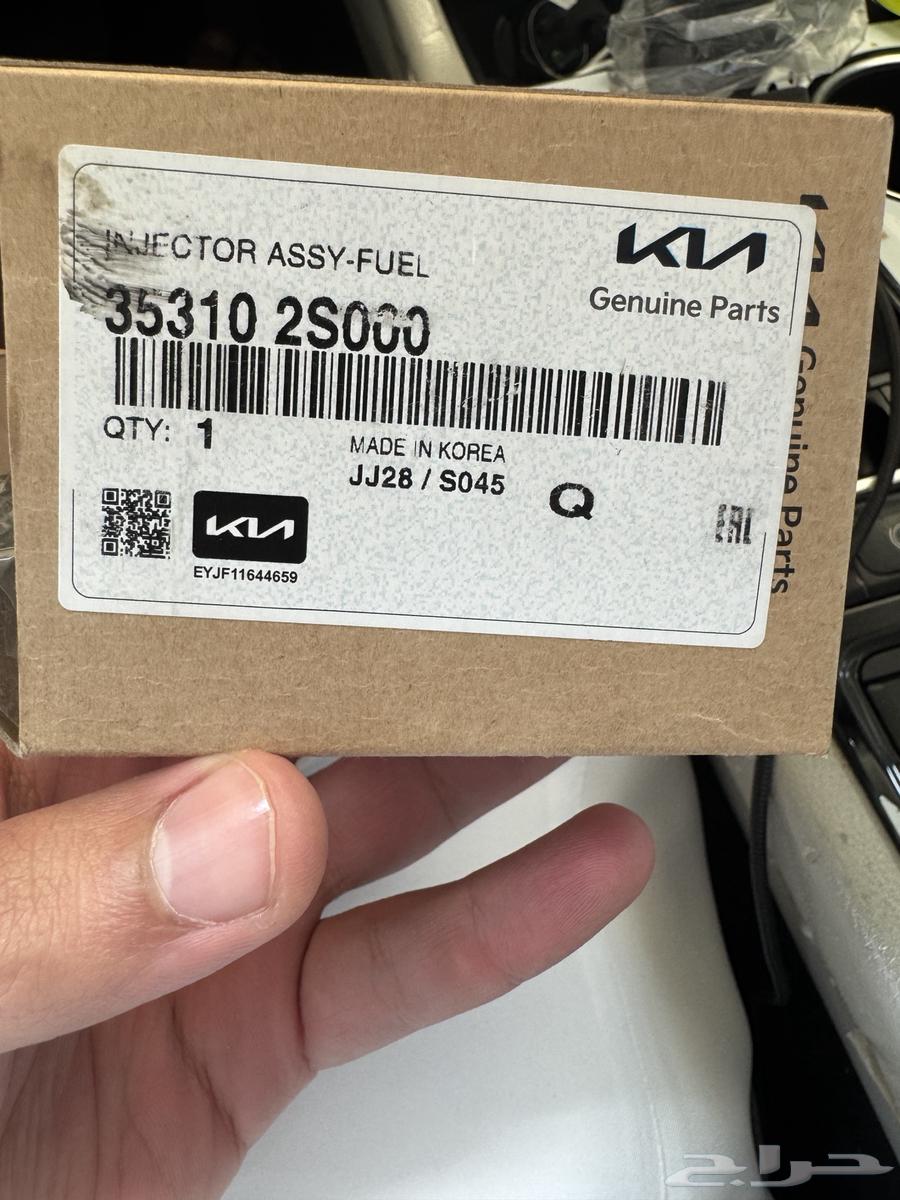 INJECTOR ASSY-FUEL
KIA
Genuine Parts
35310 2S000
QTY: 1
MADE IN KOREA
JJ28 / S045
Q
KIA
EYJF11644659
EAC
KIA Genuine Parts
حراج